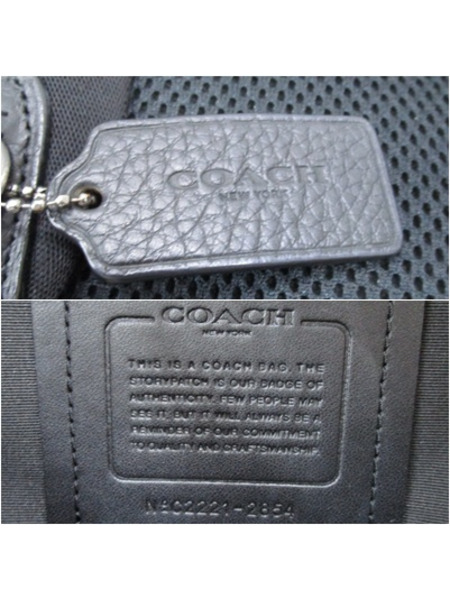 COACH
NEW YORK
COACH
NEW YORK
THIS IS A COACH BAG. THE
STORYPATCH IS OUR BADGE OF
AUTHENTICITY. FEW PEOPLE MAY
SEE IT, BUT IT WILL ALWAYS BE A
REMINDER OF OUR COMMITMENT
TO QUALITY AND CRAFTSMANSHIP.
NAC2221-2854